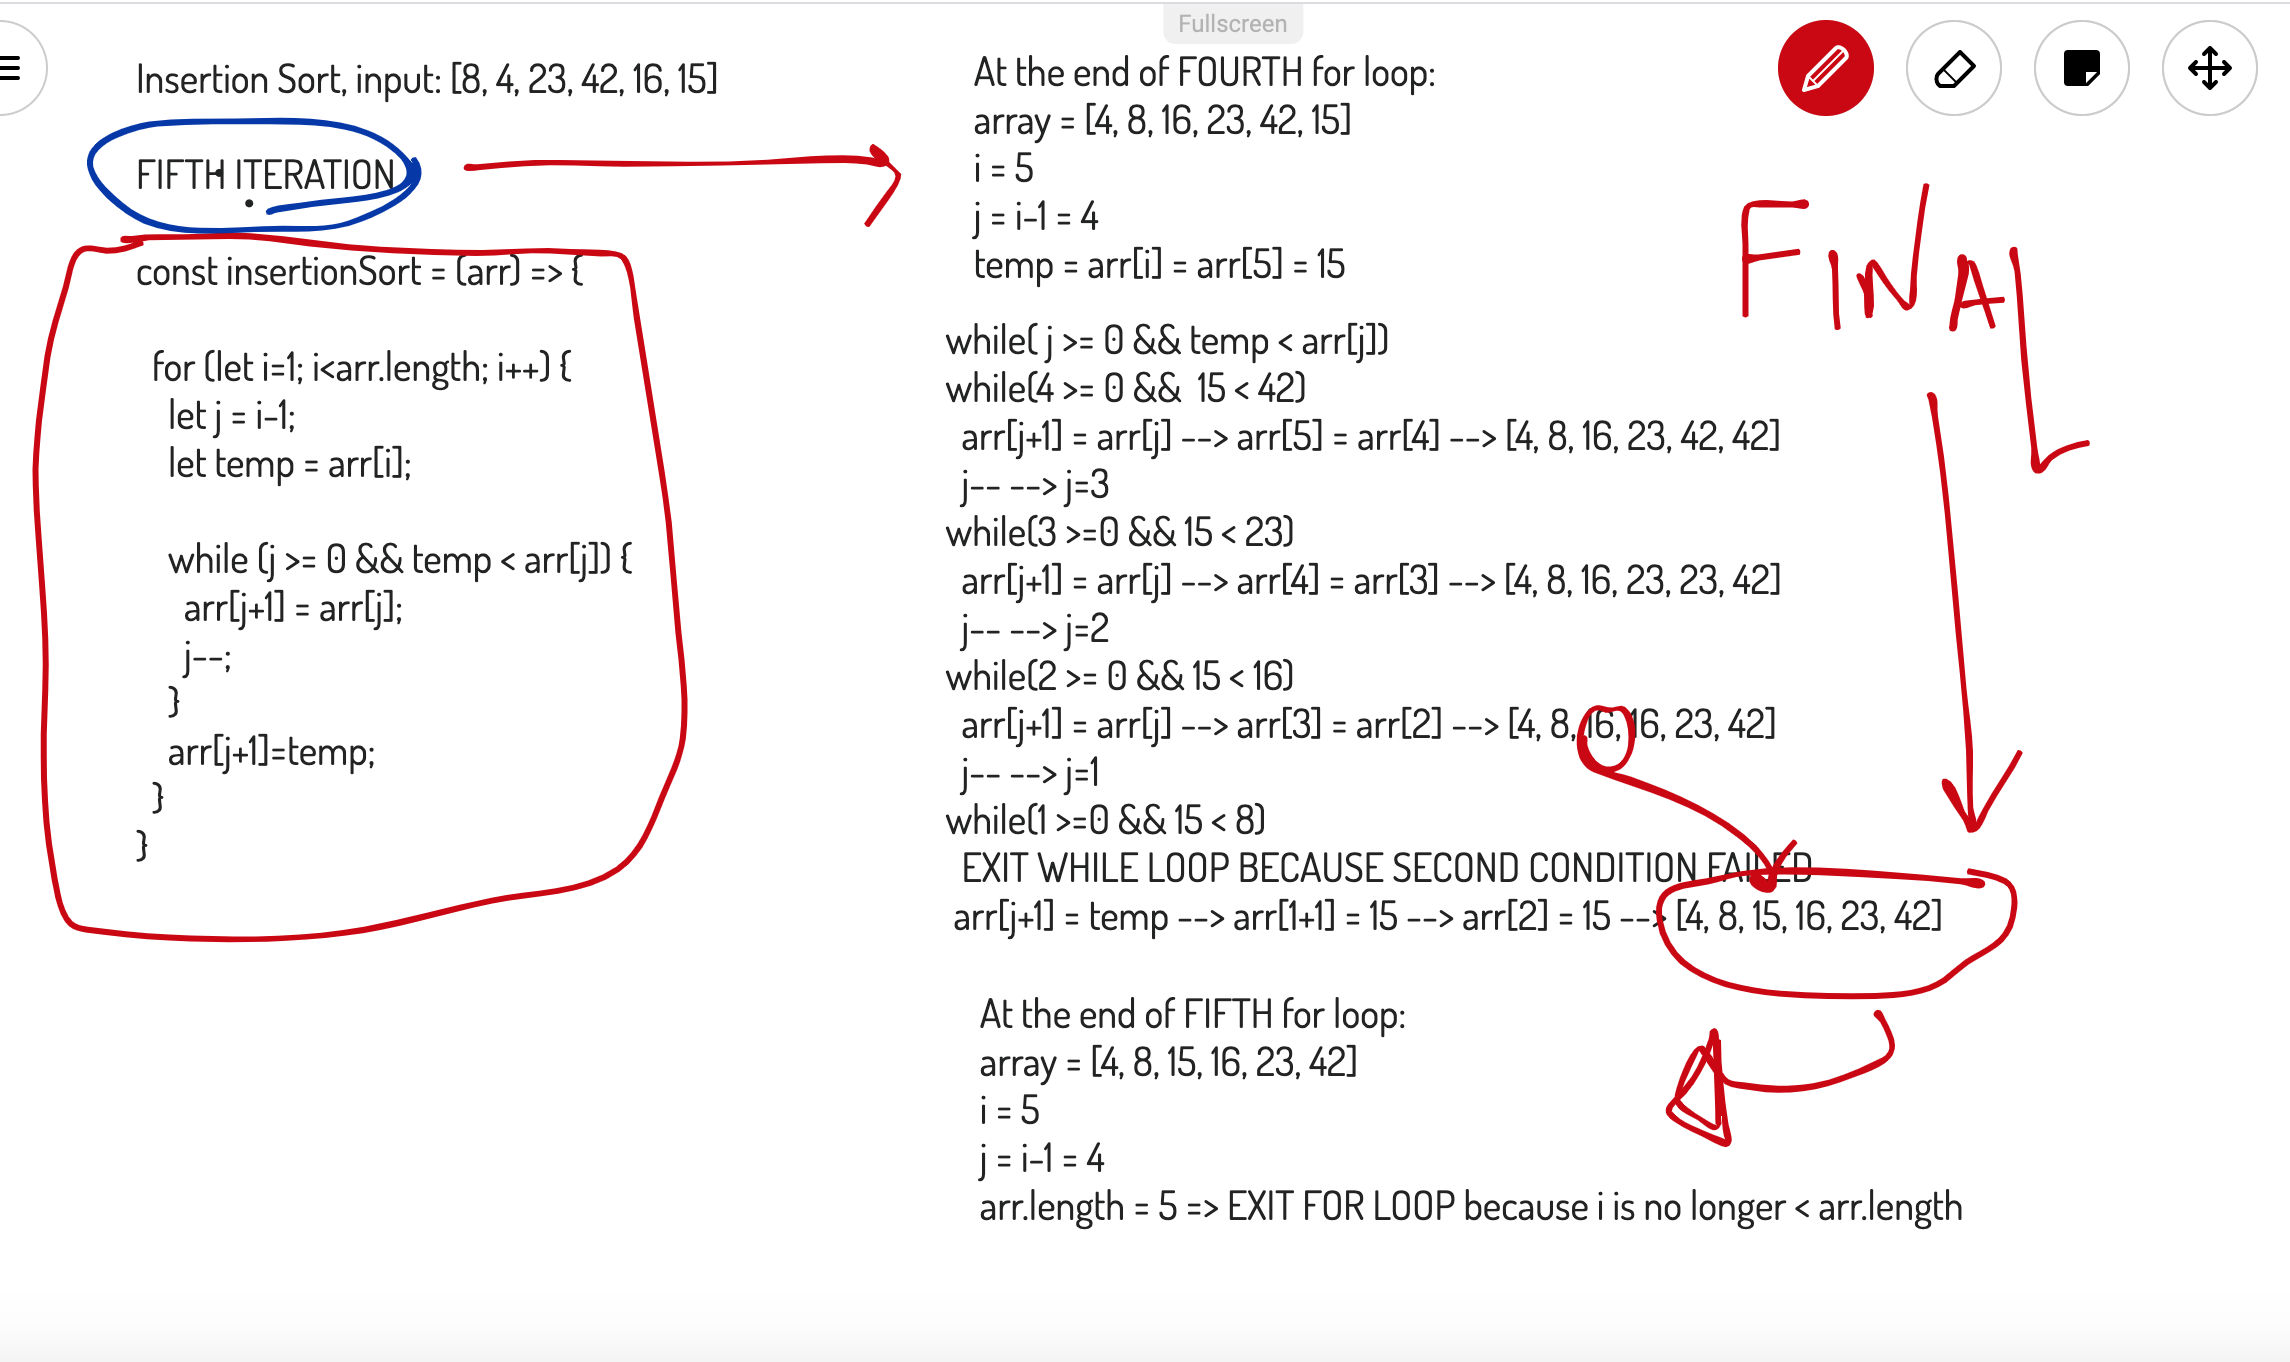 Fullscreen
Insertion Sort, input: [8, 4, 23, 42, 16, 15]
FIFTH ITERATION
const insertionSort = (arr) => {
for (let i=1; i<arr.length; i++) {
let j = i-1;
let temp = arr[i];
while (j >= 0 && temp < arr[j]) {
arr[j+1] = arr[j];
j--;
}
arr[j+1]=temp;
}
}
At the end of FOURTH for loop:
array = [4, 8, 16, 23, 42, 15]
i = 5
j = i-1 = 4
temp = arr[i] = arr[5] = 15
while( j >= 0 && temp < arr[j])
while(4 >= 0 && 15 < 42)
arr[j+1] = arr[j] --> arr[5] = arr[4] --> [4, 8, 16, 23, 42, 42]
j-- --> j=3
while(3 >=0 && 15 < 23)
arr[j+1] = arr[j] --> arr[4] = arr[3] --> [4, 8, 16, 23, 23, 42]
j-- --> j=2
while(2 >= 0 && 15 < 16)
arr[j+1] = arr[j] --> arr[3] = arr[2] --> [4, 8, 16, 16, 23, 42]
j-- --> j=1
while(1 >=0 && 15 < 8)
EXIT WHILE LOOP BECAUSE SECOND CONDITION FAILED
arr[j+1] = temp --> arr[1+1] = 15 --> arr[2] = 15 --> [4, 8, 15, 16, 23, 42]
At the end of FIFTH for loop:
array = [4, 8, 15, 16, 23, 42]
i = 5
j = i-1 = 4
arr.length = 5 => EXIT FOR LOOP because i is no longer < arr.length
FINAL